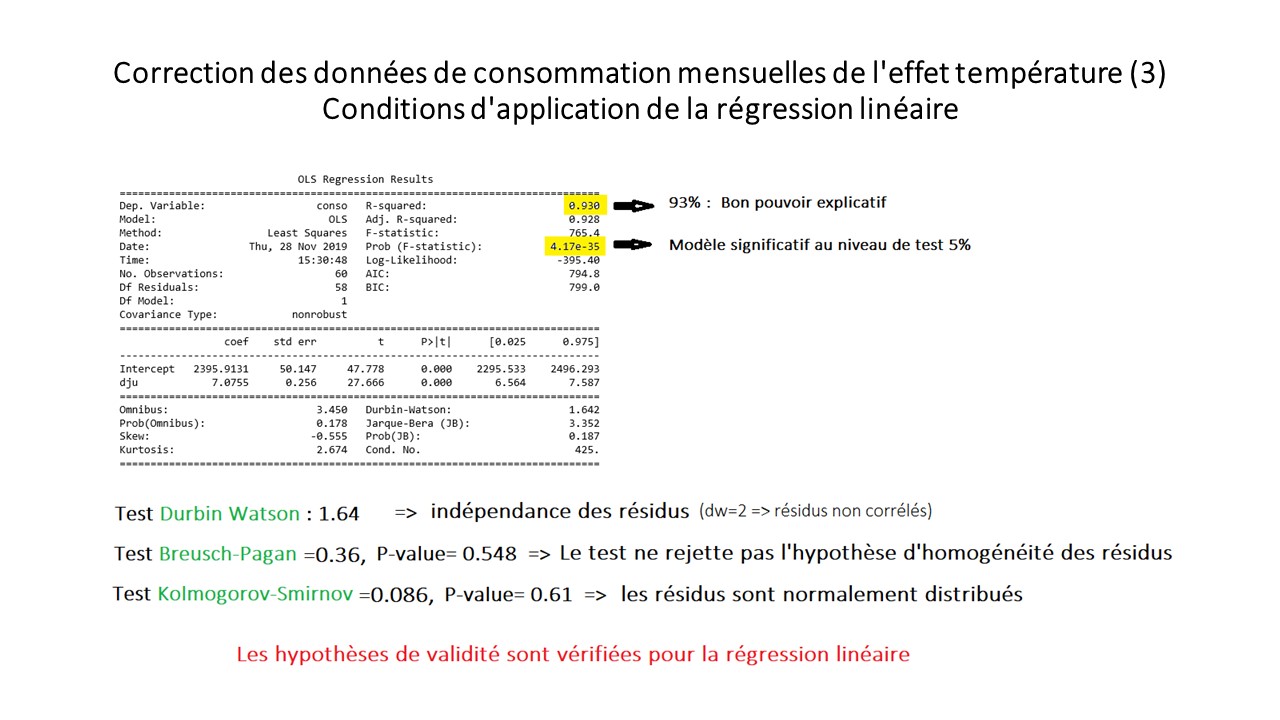 Correction des données de consommation mensuelles de l'effet température (3)
Conditions d'application de la régression linéaire
OLS Regression Results
==============================================================================
Dep. Variable: conso R-squared: 0.930
Model: OLS Adj. R-squared: 0.928
Method: Least Squares F-statistic: 765.4
Date: Thu, 28 Nov 2019 Prob (F-statistic): 4.17e-35
Time: 15:30:48 Log-Likelihood: -395.40
No. Observations: 60 AIC: 794.8
Df Residuals: 58 BIC: 799.0
Df Model: 1
Covariance Type: nonrobust
==============================================================================
coef std err t P>|t| [0.025 0.975]
------------------------------------------------------------------------------
Intercept 2395.9131 50.147 47.778 0.000 2295.533 2496.293
dju 7.0755 0.256 27.666 0.000 6.564 7.587
==============================================================================
Omnibus: 3.450 Durbin-Watson: 1.642
Prob(Omnibus): 0.178 Jarque-Bera (JB): 3.352
Skew: -0.555 Prob(JB): 0.187
Kurtosis: 2.674 Cond. No. 425.
==============================================================================
93% : Bon pouvoir explicatif
Modèle significatif au niveau de test 5%
Test Durbin Watson : 1.64 => indépendance des résidus (dw=2 => résidus non corrélés)
Test Breusch-Pagan =0.36, P-value= 0.548 => Le test ne rejette pas l'hypothèse d'homogénéité des résidus
Test Kolmogorov-Smirnov =0.086, P-value= 0.61 => les résidus sont normalement distribués
Les hypothèses de validité sont vérifiées pour la régression linéaire